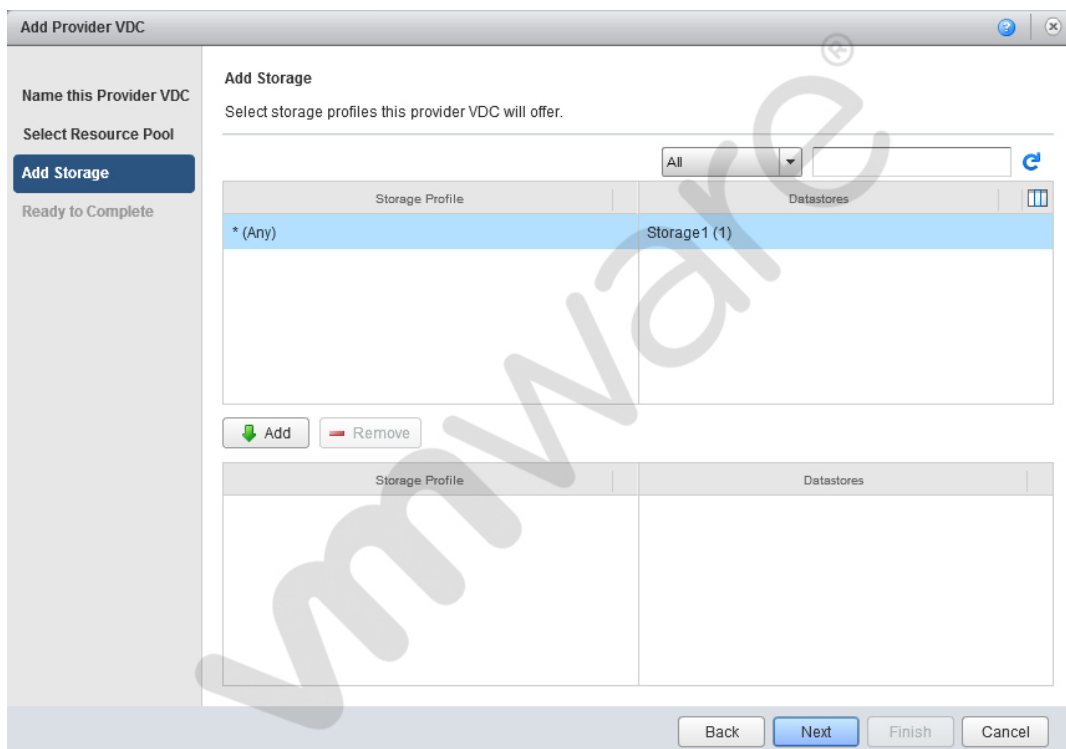 Add Provider VDC
Name this Provider VDC
Select Resource Pool
Add Storage
Ready to Complete
Add Storage
Select storage profiles this provider VDC will offer.
All
Storage Profile Datastores
* (Any) Storage1 (1)
Add Remove
Storage Profile Datastores
Back Next Finish Cancel
vmware®